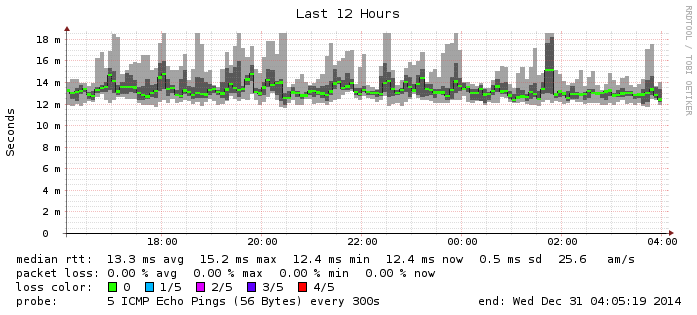 Last 12 Hours
RRDTOOL / TOBI OETIKER
Seconds
18 m
16 m
14 m
12 m
10 m
8 m
6 m
4 m
2 m
0
18:00 20:00 22:00 00:00 02:00 04:00
median rtt: 13.3 ms avg 15.2 ms max 12.4 ms min 12.4 ms now 0.5 ms sd 25.6 am/s
packet loss: 0.00 % avg 0.00 % max 0.00 % min 0.00 % now
loss color: 0 1/5 2/5 3/5 4/5
probe: 5 ICMP Echo Pings (56 Bytes) every 300s end: Wed Dec 31 04:05:19 2014